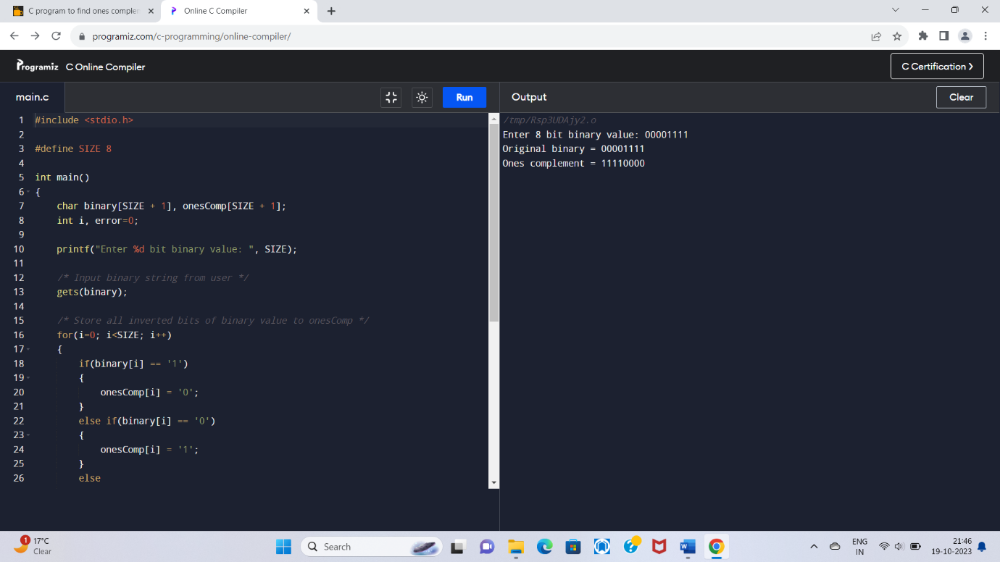 C program to find ones complem
Online C Compiler
programiz.com/c-programming/online-compiler/
Programiz C Online Compiler
C Certification
main.c
Run
Output
Clear
1 #include <stdio.h>
2
3 #define SIZE 8
4
5 int main()
6 {
7 char binary[SIZE + 1], onesComp[SIZE + 1];
8 int i, error=0;
9
10 printf("Enter %d bit binary value: ", SIZE);
11
12 /* Input binary string from user */
13 gets(binary);
14
15 /* Store all inverted bits of binary value to onesComp */
16 for(i=0; i<SIZE; i++)
17 {
18 if(binary[i] == '1')
19 {
20 onesComp[i] = '0';
21 }
22 else if(binary[i] == '0')
23 {
24 onesComp[i] = '1';
25 }
26 else
/tmp/Rsp3UDAjy2.o
Enter 8 bit binary value: 00001111
Original binary = 00001111
Ones complement = 11110000
1
17°C
Clear
Search
ENG
IN
21:46
19-10-2023